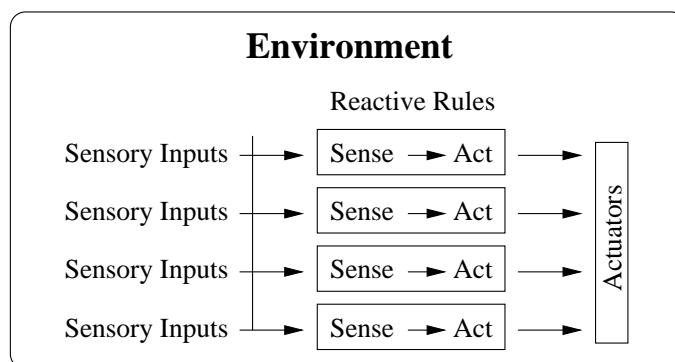 Environment
Reactive Rules
Sensory Inputs Sense Act
Sensory Inputs Sense Act
Sensory Inputs Sense Act
Sensory Inputs Sense Act
Actuators